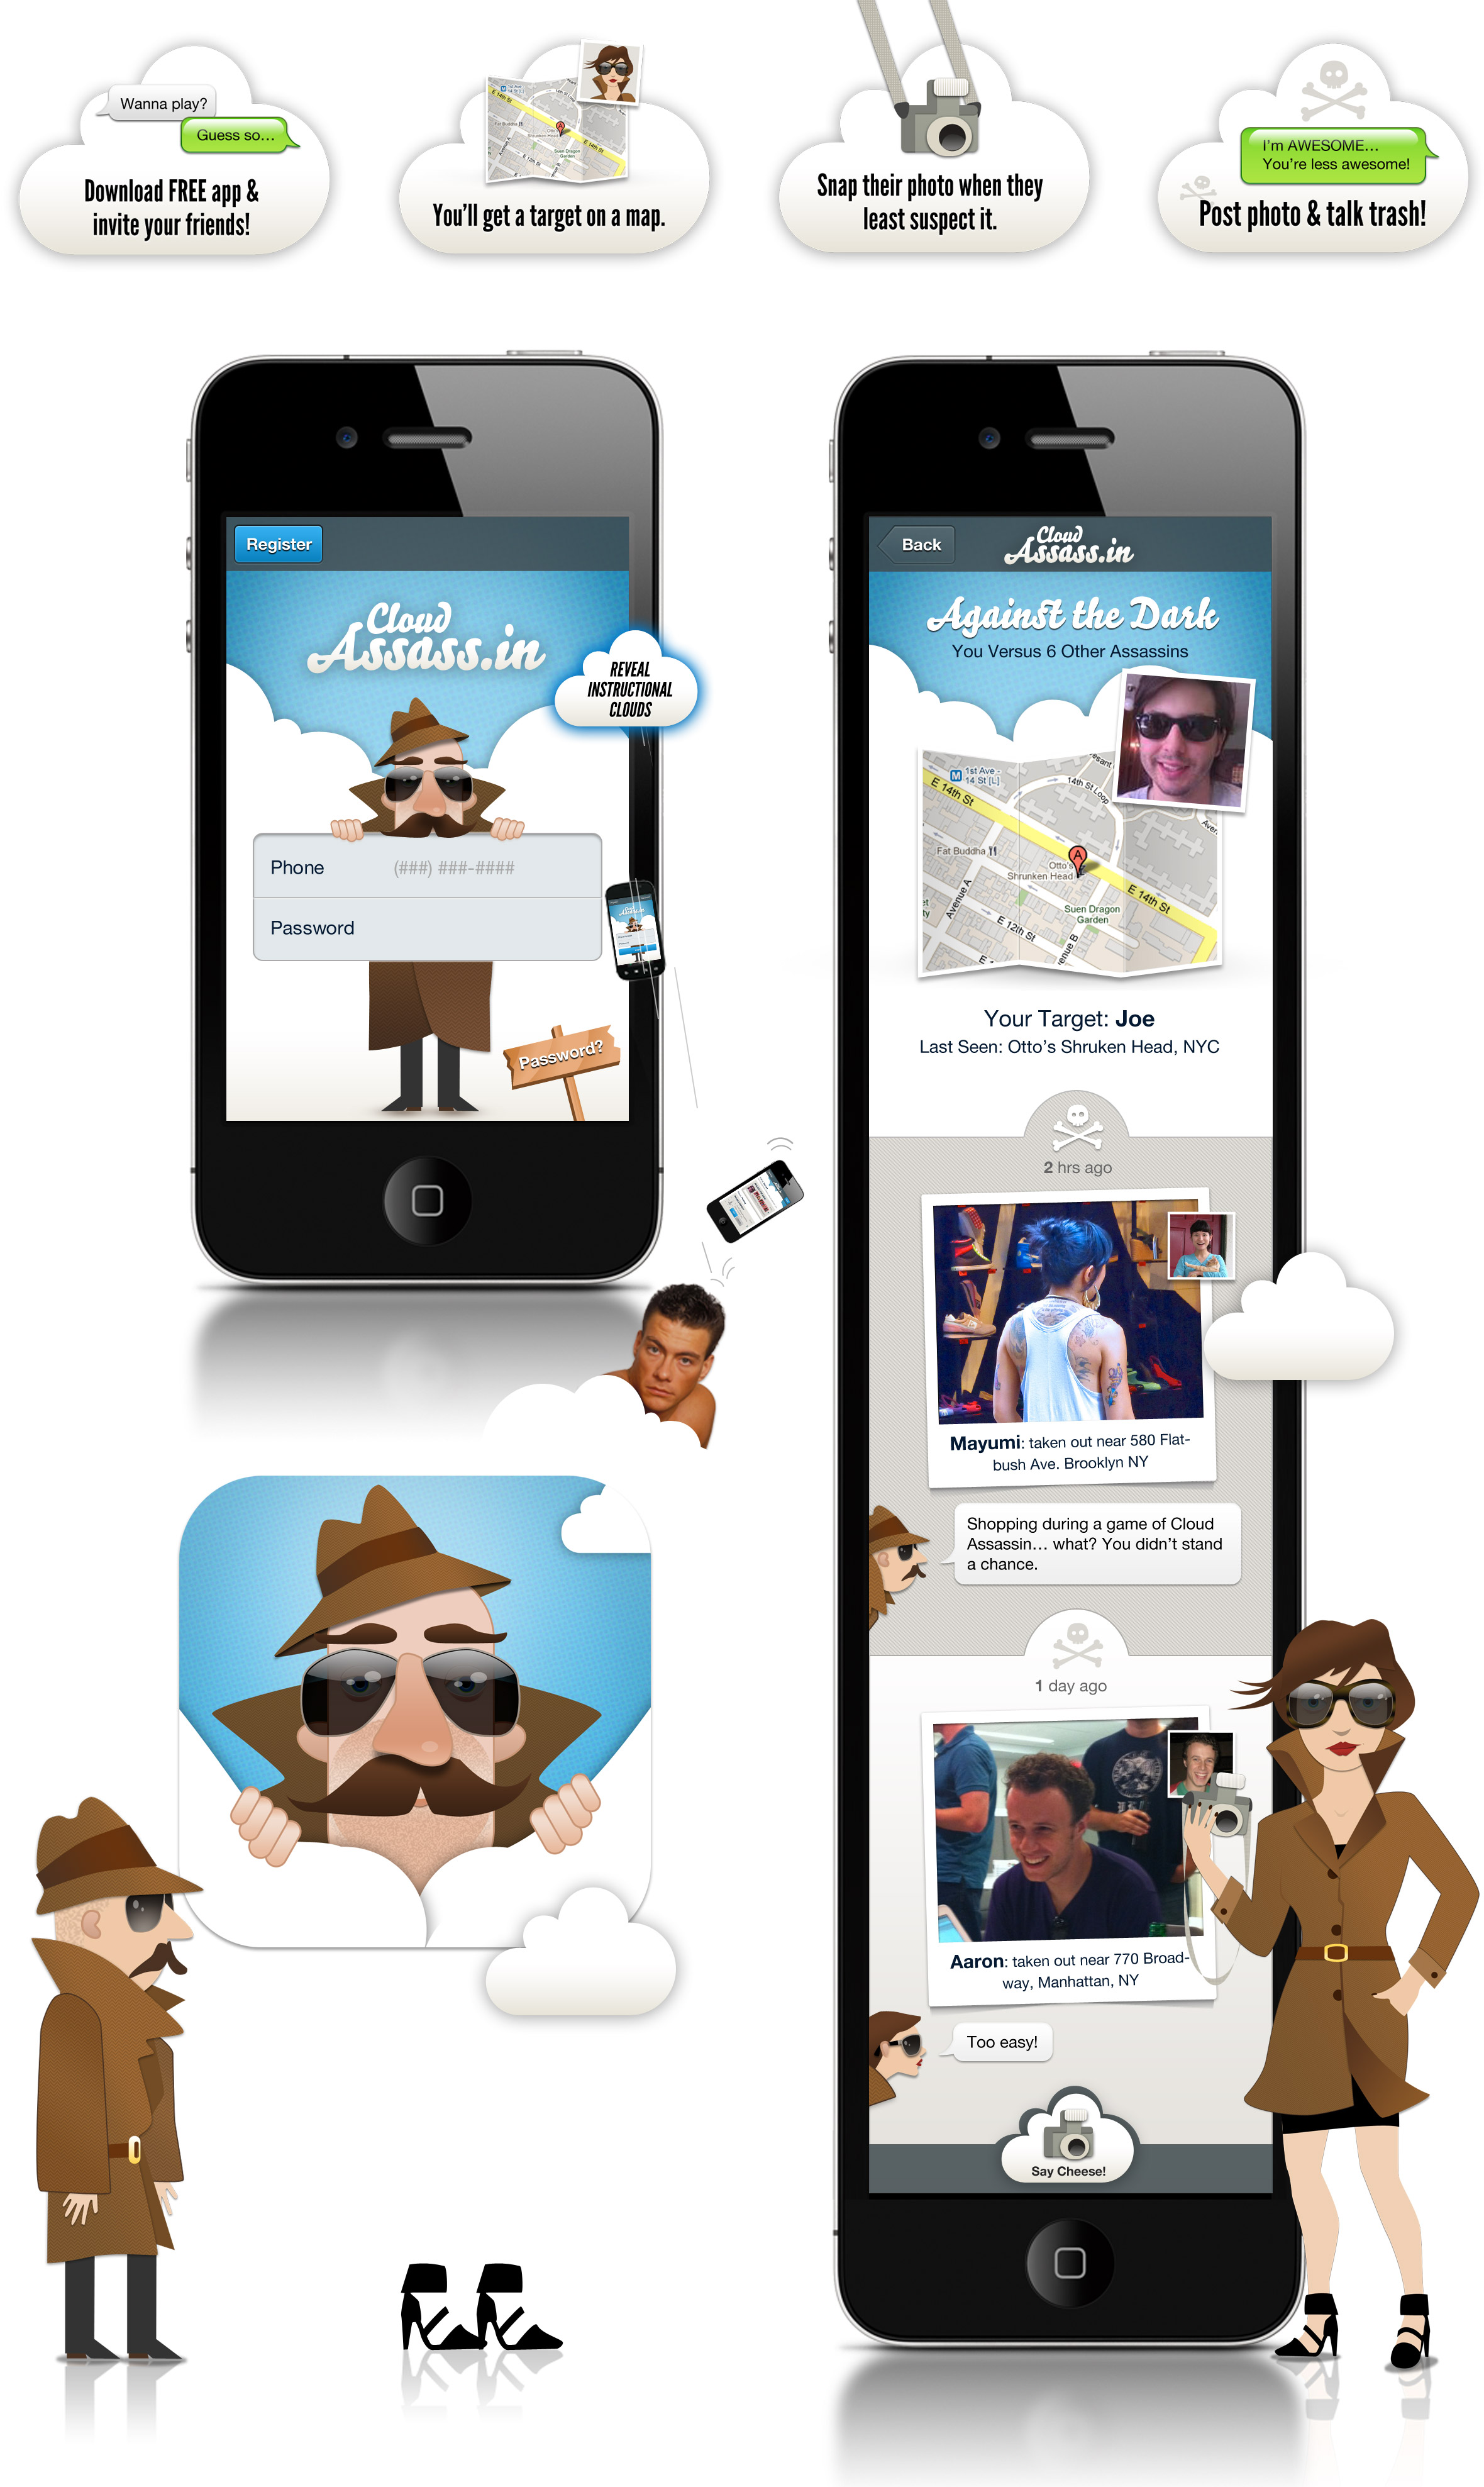 Wanna play?
Guess so...
Download FREE app &
invite your friends!
You'll get a target on a map.
Snap their photo when they
least suspect it.
I'm AWESOME...
You're less awesome!
Post photo & talk trash!
Register
Cloud
Assass.in
REVEAL
INSTRUCTIONAL
CLOUDS
Phone
(###) ###-####
Password
Password?
Back
Cloud
Assass.in
Against the Dark
You Versus 6 Other Assassins
M 1st Ave -
14 St [L]
14th St Loop
E 14th St
Fat Buddha
Otto's
Shrunken Head
A
Avenue A
E 14th St
Suen Dragon
Garden
E 12th St
Your Target: Joe
Last Seen: Otto's Shruken Head, NYC
2 hrs ago
Mayumi: taken out near 580 Flat-
bush Ave. Brooklyn NY
Shopping during a game of Cloud
Assassin... what? You didn't stand
a chance.
1 day ago
Aaron: taken out near 770 Broad-
way, Manhattan, NY
Too easy!
Say Cheese!